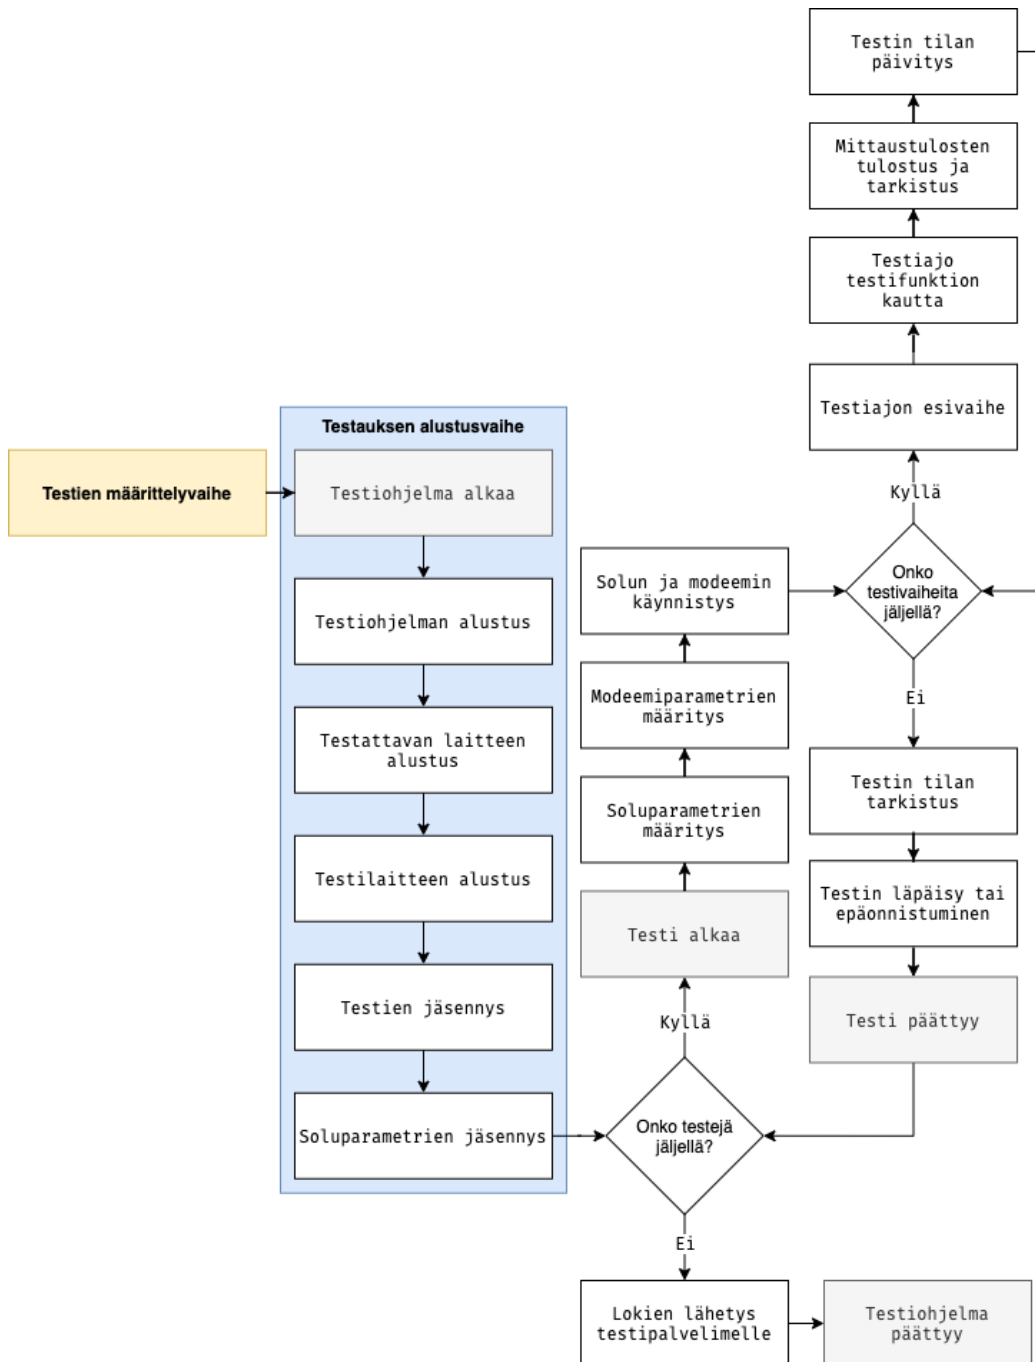 Testien määrittelyvaihe
Testauksen alustusvaihe
Testiohjelma alkaa
Testiohjelman alustus
Testattavan laitteen
alustus
Testilaitteen alustus
Testien jäsennys
Soluparametrien jäsennys
Onko testejä
jäljellä?
Kyllä
Testi alkaa
Soluparametrien
määritys
Modeemiparametrien
määritys
Solun ja modeemin
käynnistys
Onko
testivaiheita
jäljellä?
Kyllä
Testiajon esivaihe
Testiajo
testifunktion
kautta
Mittaustulosten
tulostus ja
tarkistus
Testin tilan
päivitys
Ei
Testin tilan
tarkistus
Testin läpäisy tai
epäonnistuminen
Testi päättyy
Ei
Lokien lähetys
testipalvelimelle
Testiohjelma
päättyy